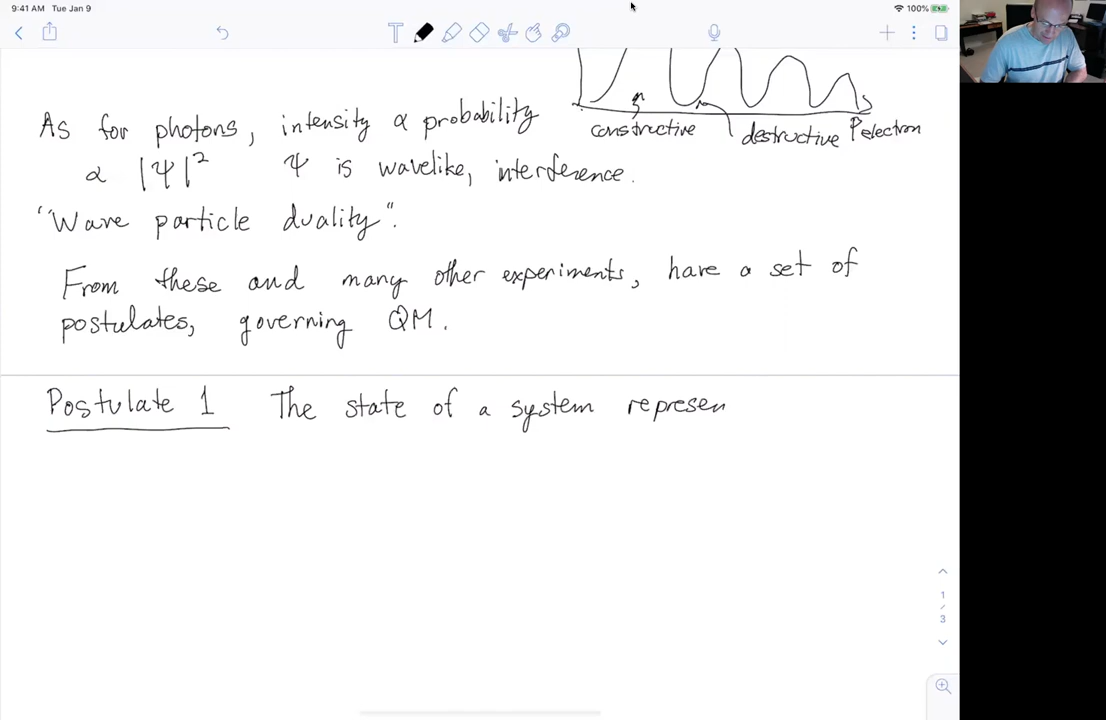 9:41 AM Tue Jan 9
100%
constructive
destructive
Pelectron
As for photons, intensity α probability
α |Ψ|² Ψ is wavelike, interference.
"Wave particle duality".
From these and many other experiments, have a set of
postulates, governing QM.
Postulate 1 The state of a system represen
1
/
3